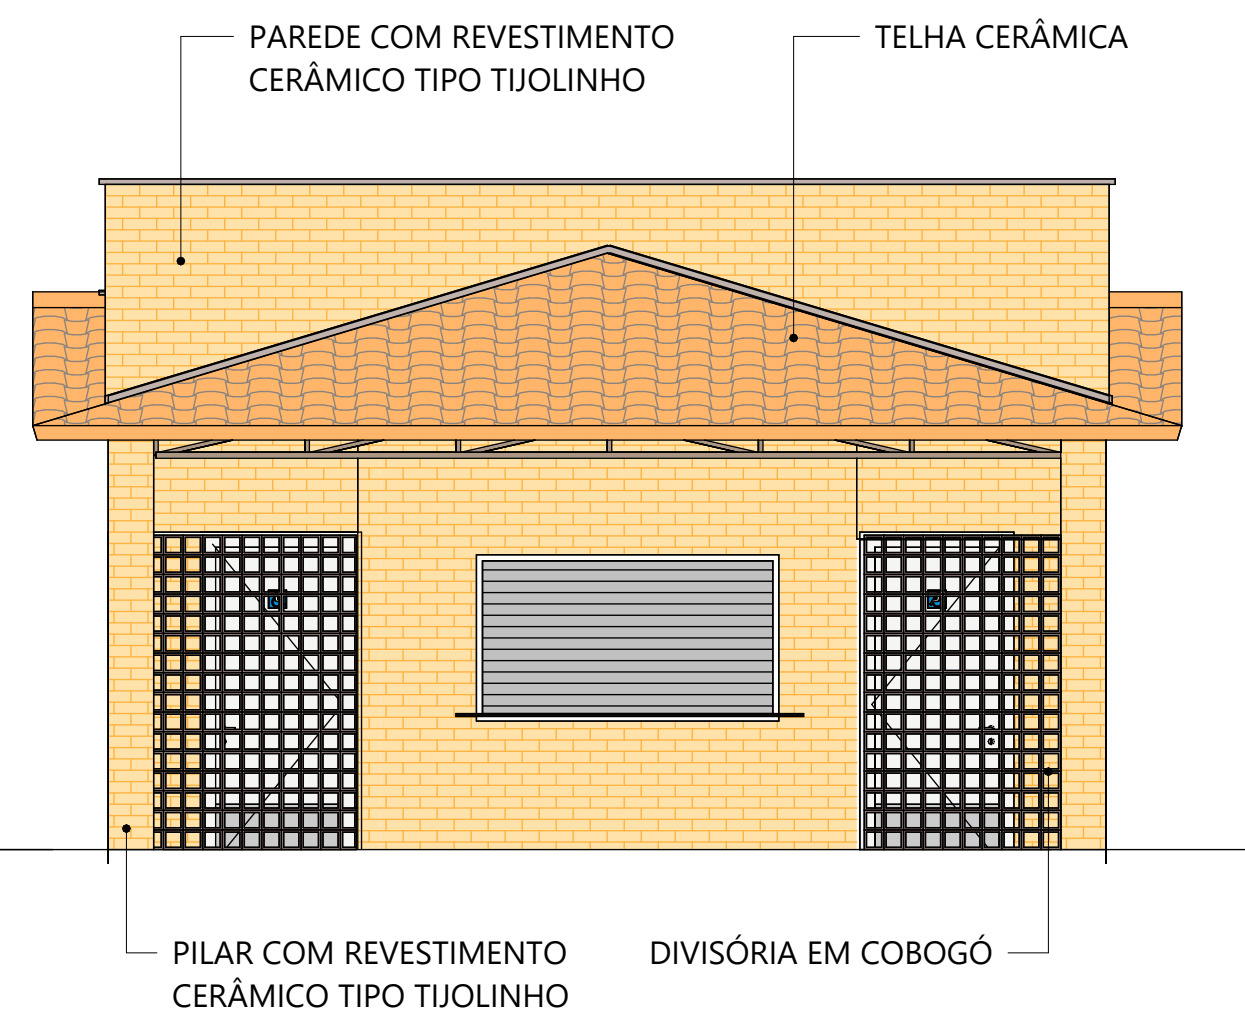 PAREDE COM REVESTIMENTO
CERÂMICO TIPO TIJOLINHO
TELHA CERÂMICA
PILAR COM REVESTIMENTO
CERÂMICO TIPO TIJOLINHO
DIVISÓRIA EM COBOGÓ